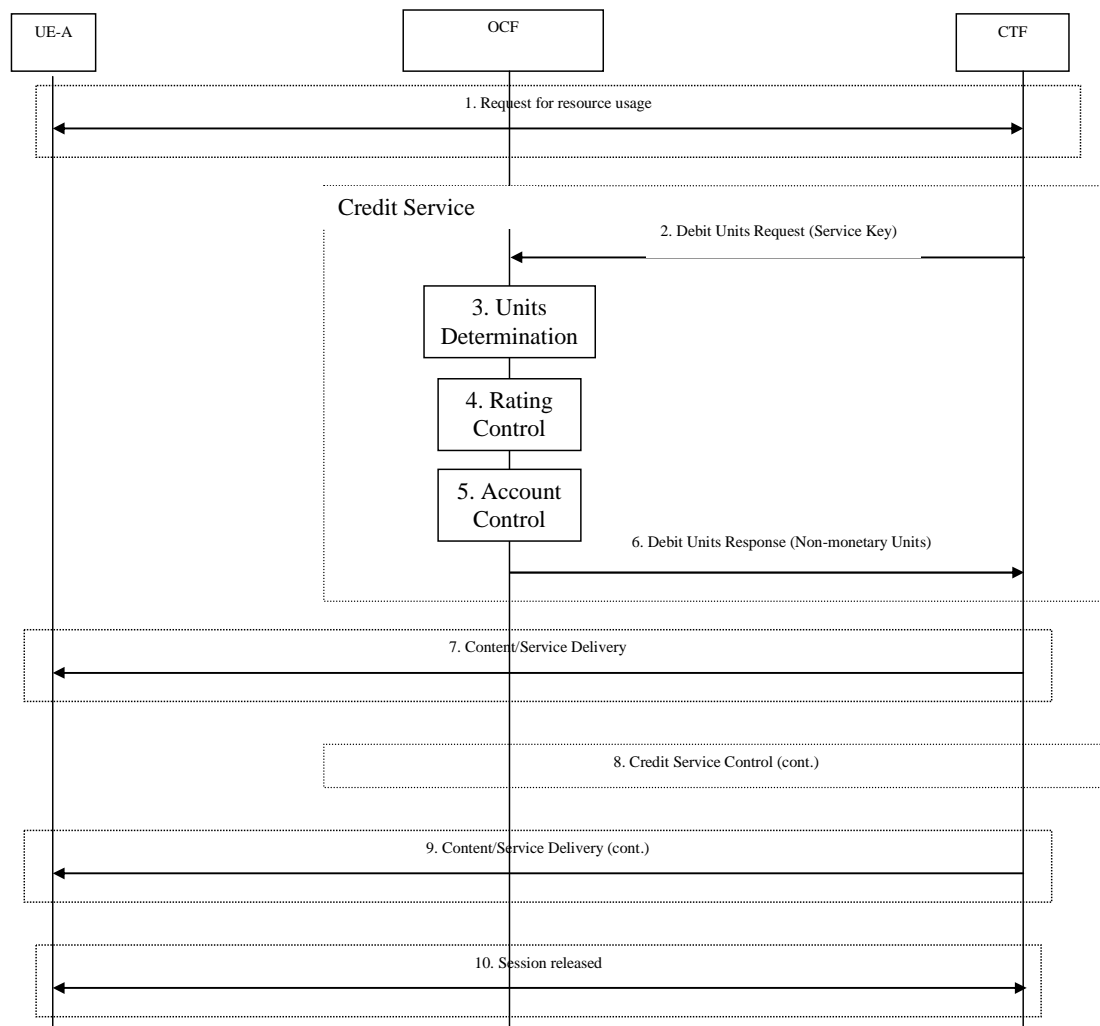 UE-A
OCF
CTF
1. Request for resource usage
Credit Service
2. Debit Units Request (Service Key)
3. Units
Determination
4. Rating
Control
5. Account
Control
6. Debit Units Response (Non-monetary Units)
7. Content/Service Delivery
8. Credit Service Control (cont.)
9. Content/Service Delivery (cont.)
10. Session released